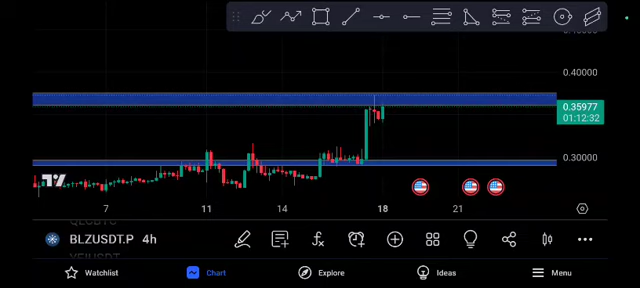 0.40000
0.35977
01:12:32
0.30000
7 11 14 18 21
BLZUSDT.P 4h
Watchlist Chart Explore Ideas Menu